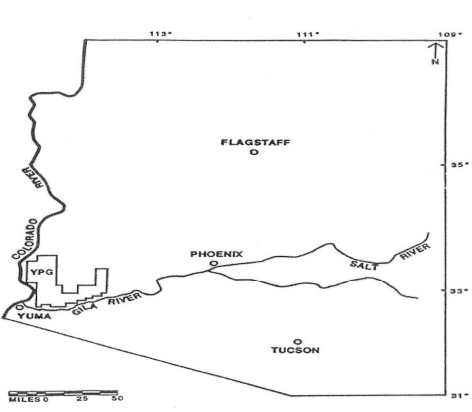 113°
111°
109°
N
FLAGSTAFF
35°
RIVER
COLORADO
PHOENIX
SALT
RIVER
YPG
33°
GILA
RIVER
YUMA
TUCSON
MILES 0 25 50
31°